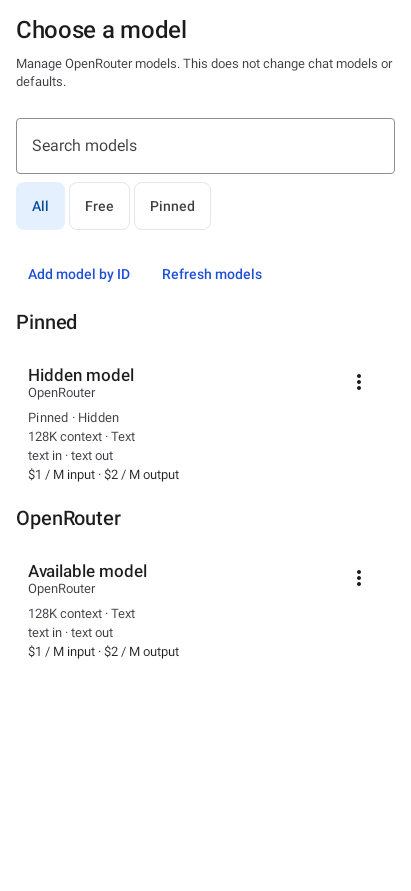 Choose a model
Manage OpenRouter models. This does not change chat models or
defaults.
Search models
All
Free
Pinned
Add model by ID
Refresh models
Pinned
Hidden model
OpenRouter
Pinned · Hidden
128K context · Text
text in · text out
$1 / M input · $2 / M output
OpenRouter
Available model
OpenRouter
128K context · Text
text in · text out
$1 / M input · $2 / M output